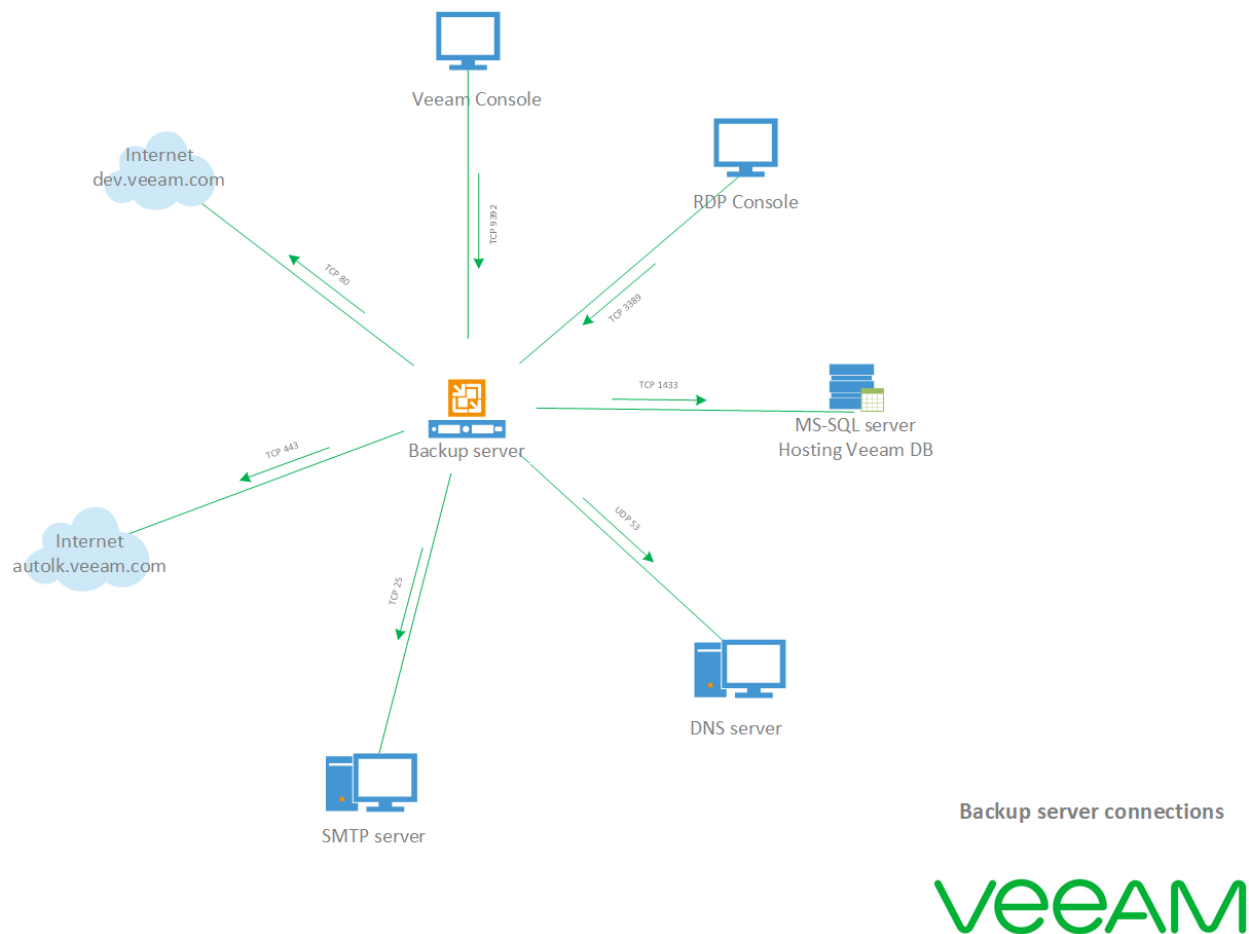 Veeam Console
Internet
dev.veeam.com
RDP Console
TCP 9392
TCP 80
TCP 3389
TCP 1433
MS-SQL server
Hosting Veeam DB
Backup server
TCP 443
UDP 53
Internet
autolk.veeam.com
TCP 25
DNS server
SMTP server
Backup server connections
veeAM